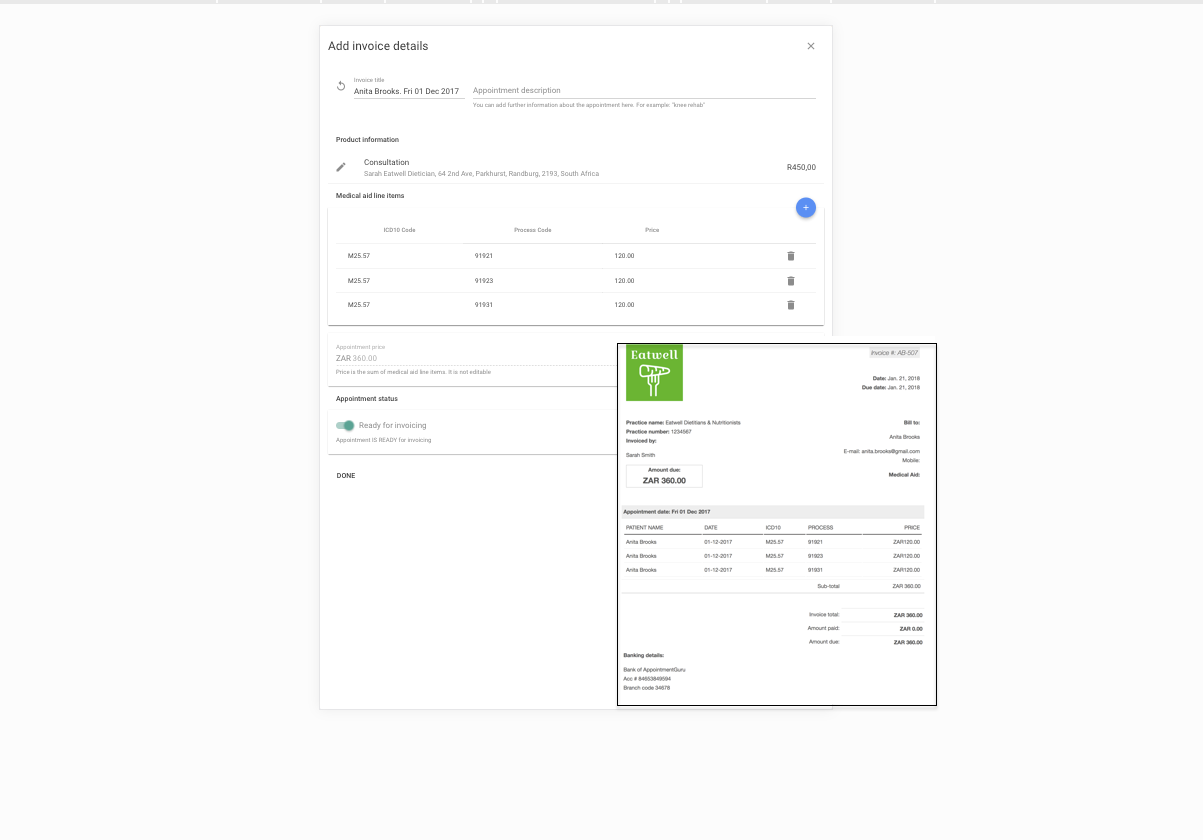 Add invoice details
Invoice title
Anita Brooks. Fri 01 Dec 2017
Appointment description
You can add further information about the appointment here. For example: "knee rehab"
Product information
Consultation
R450,00
Sarah Eatwell Dietician, 64 2nd Ave, Parkhurst, Randburg, 2193, South Africa
Medical aid line items
+
ICD10 Code Process Code Price
M25.57 91921 120.00
M25.57 91923 120.00
M25.57 91931 120.00
Appointment price
ZAR 360.00
Price is the sum of medical aid line items. It is not editable
Appointment status
Ready for invoicing
Appointment IS READY for invoicing
DONE
Eatwell
Invoice #: AB-507
Date: Jan. 21, 2018
Due date: Jan. 21, 2018
Practice name: Eatwell Dietitians & Nutritionists
Practice number: 1234567
Invoiced by:
Sarah Smith
Bill to:
Anita Brooks
E-mail: anita.brooks@gmail.com
Mobile:
Medical Aid:
Amount due:
ZAR 360.00
Appointment date: Fri 01 Dec 2017
PATIENT NAME DATE ICD10 PROCESS PRICE
Anita Brooks 01-12-2017 M25.57 91921 ZAR120.00
Anita Brooks 01-12-2017 M25.57 91923 ZAR120.00
Anita Brooks 01-12-2017 M25.57 91931 ZAR120.00
Sub-total ZAR 360.00
Invoice total: ZAR 360.00
Amount paid: ZAR 0.00
Amount due: ZAR 360.00
Banking details:
Bank of AppointmentGuru
Acc # 84653849594
Branch code 34678